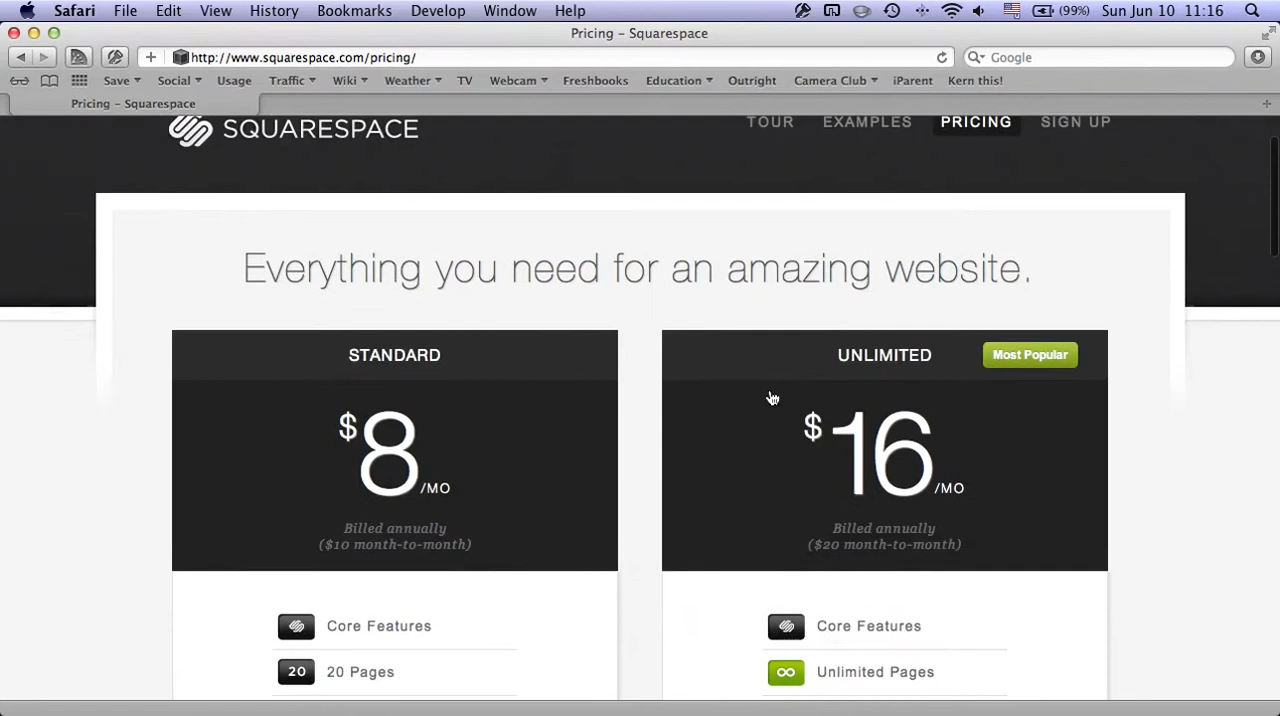 Safari File Edit View History Bookmarks Develop Window Help (99%) Sun Jun 10 11:16
Pricing – Squarespace
http://www.squarespace.com/pricing/ Google
Save Social Usage Traffic Wiki Weather TV Webcam Freshbooks Education Outright Camera Club iParent Kern this!
Pricing – Squarespace
SQUARESPACE TOUR EXAMPLES PRICING SIGN UP
Everything you need for an amazing website.
STANDARD
$8/MO
Billed annually
($10 month-to-month)
Core Features
20 20 Pages
UNLIMITED Most Popular
$16/MO
Billed annually
($20 month-to-month)
Core Features
∞ Unlimited Pages